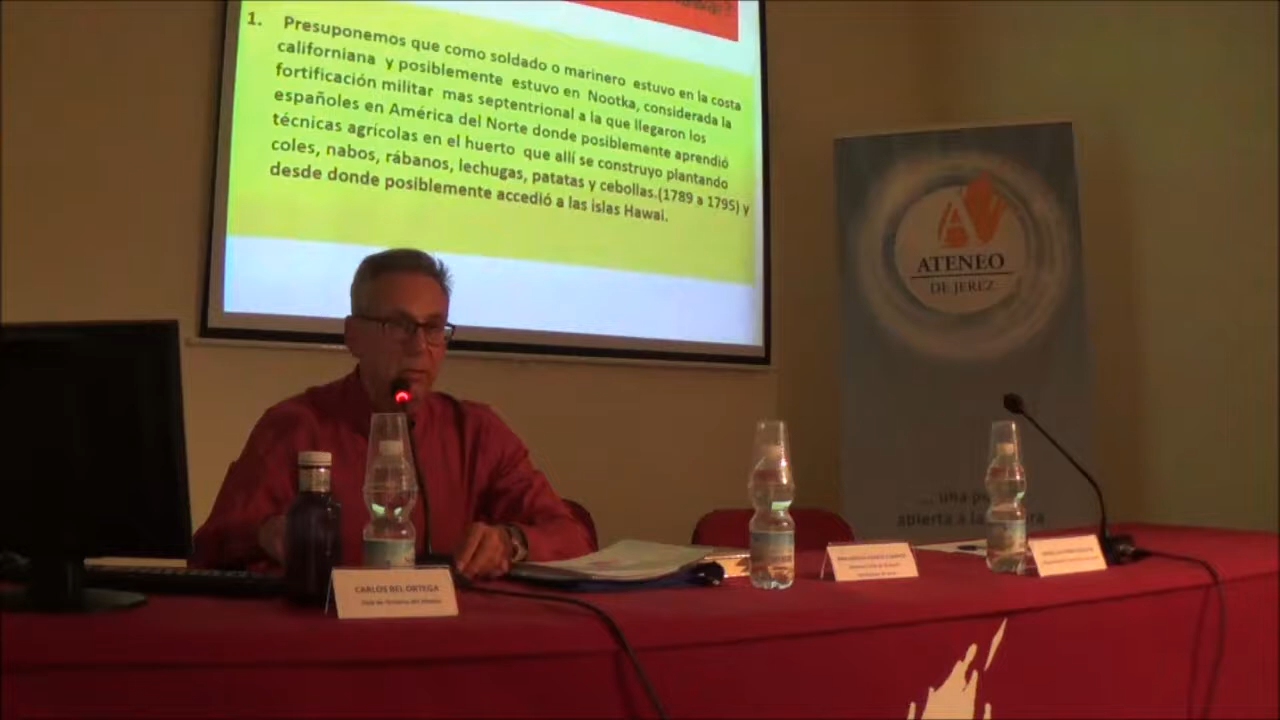 1. Presuponemos que como soldado o marinero estuvo en la costa
californiana y posiblemente estuvo en Nootka, considerada la
fortificación militar mas septentrional a la que llegaron los
españoles en América del Norte donde posiblemente aprendió
técnicas agrícolas en el huerto que allí se construyo plantando
coles, nabos, rábanos, lechugas, patatas y cebollas.(1789 a 1795) y
desde donde posiblemente accedió a las islas Hawai.
ATENEO
DE JEREZ
... una
abierta a la
CARLOS BEL ORTEGA